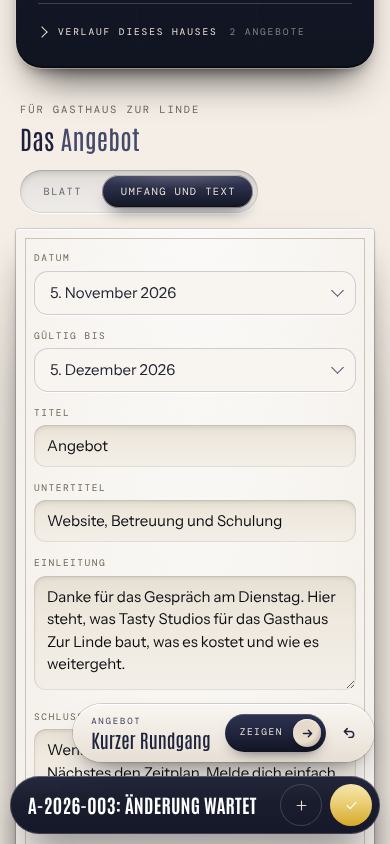 VERLAUF DIESES HAUSES 2 ANGEBOTE
FÜR GASTHAUS ZUR LINDE
Das Angebot
BLATT
UMFANG UND TEXT
DATUM
5. November 2026
GÜLTIG BIS
5. Dezember 2026
TITEL
Angebot
UNTERTITEL
Website, Betreuung und Schulung
EINLEITUNG
Danke für das Gespräch am Dienstag. Hier
steht, was Tasty Studios für das Gasthaus
Zur Linde baut, was es kostet und wie es
weitergeht.
ANGEBOT
Kurzer Rundgang
ZEIGEN
Nächstes den Zeitplan. Melde dich einfach
A-2026-003: ÄNDERUNG WARTET